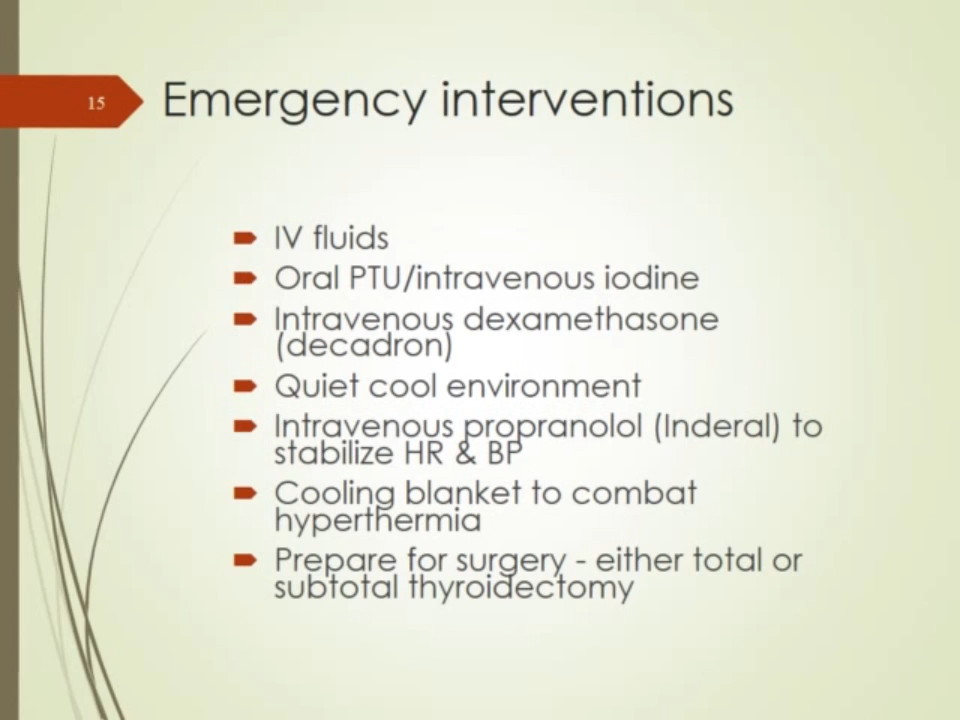 15
Emergency interventions
IV fluids
Oral PTU/intravenous iodine
Intravenous dexamethasone
(decadron)
Quiet cool environment
Intravenous propranolol (Inderal) to
stabilize HR & BP
Cooling blanket to combat
hyperthermia
Prepare for surgery - either total or
subtotal thyroidectomy